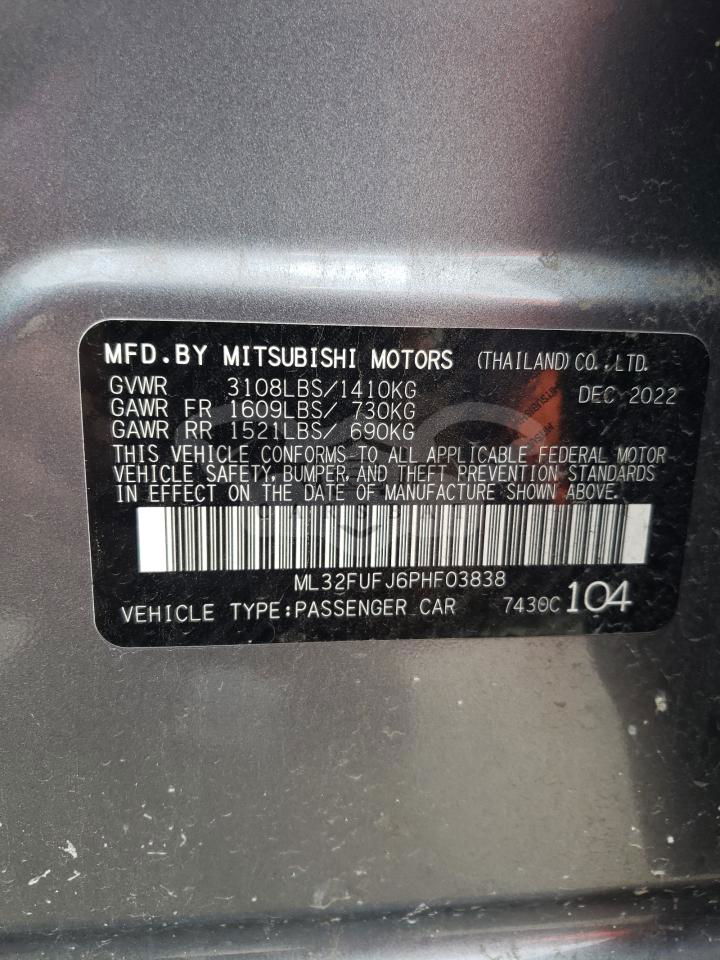 MFD.BY MITSUBISHI MOTORS (THAILAND)CO.,LTD.
GVWR 3108LBS/1410KG DEC 2022
GAWR FR 1609LBS/ 730KG
GAWR RR 1521LBS/ 690KG
THIS VEHICLE CONFORMS TO ALL APPLICABLE FEDERAL MOTOR
VEHICLE SAFETY, BUMPER, AND THEFT PREVENTION STANDARDS
IN EFFECT ON THE DATE OF MANUFACTURE SHOWN ABOVE.
ML32FUFJ6PHF03838
VEHICLE TYPE:PASSENGER CAR 7430C 104